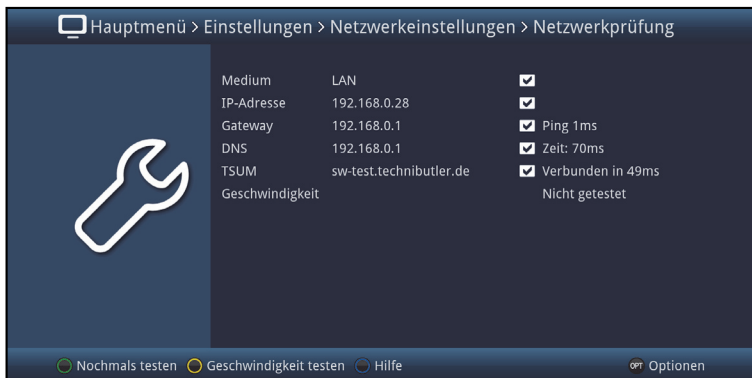 Hauptmenü > Einstellungen > Netzwerkeinstellungen > Netzwerkprüfung
Medium LAN
IP-Adresse 192.168.0.28
Gateway 192.168.0.1 Ping 1ms
DNS 192.168.0.1 Zeit: 70ms
TSUM sw-test.technibutler.de Verbunden in 49ms
Geschwindigkeit Nicht getestet
Nochmals testen Geschwindigkeit testen Hilfe OPT Optionen